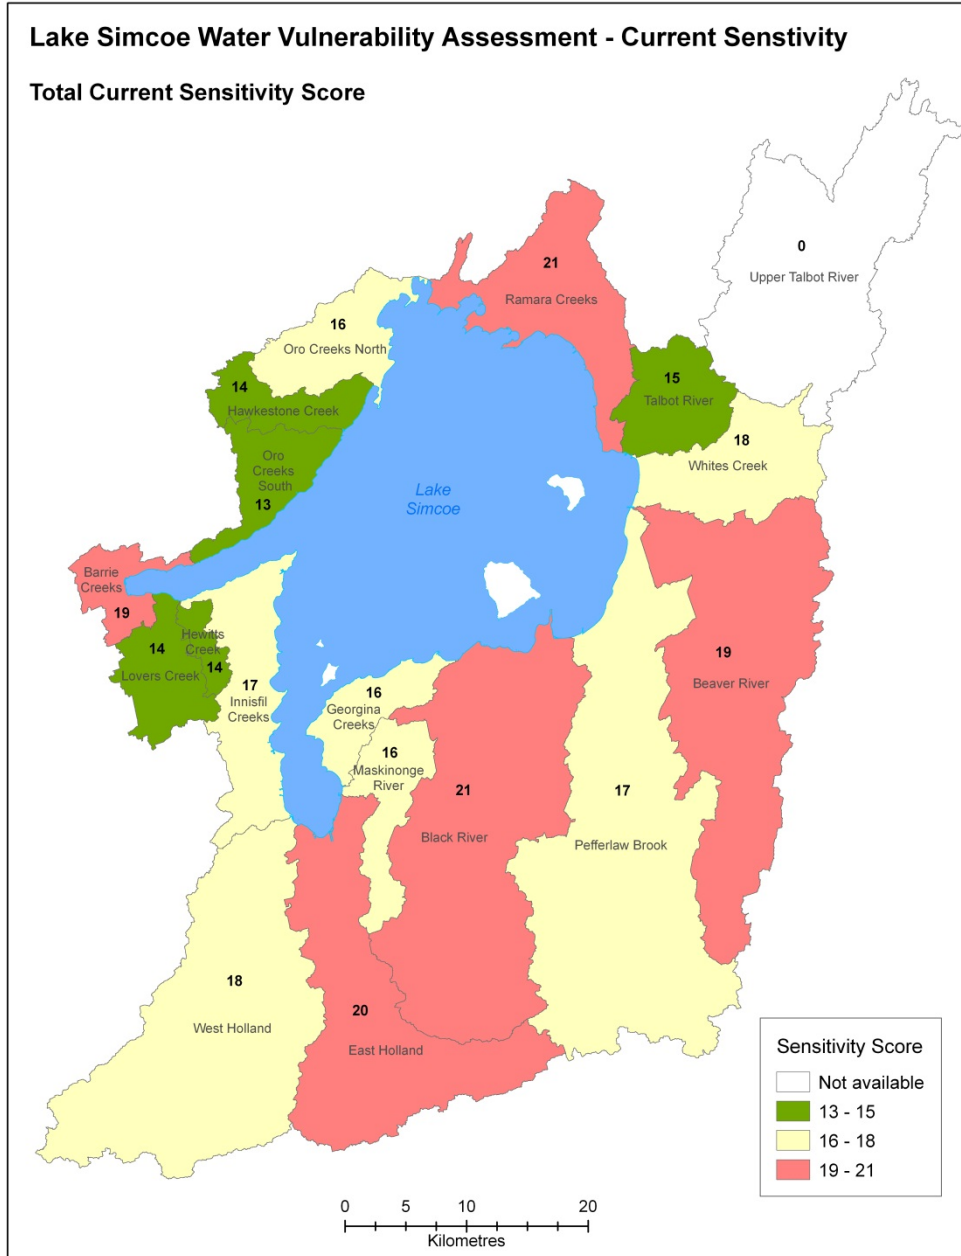 Lake Simcoe Water Vulnerability Assessment - Current Senstivity
Total Current Sensitivity Score
0
Upper Talbot River
21
Ramara Creeks
16
Oro Creeks North
15
Talbot River
14
Hawkestone Creek
18
Whites Creek
Oro
Creeks
South
13
Lake
Simcoe
Barrie
Creeks
19
Hewitts
Creek
14
14
Lovers Creek
17
Innisfil
Creeks
19
Beaver River
16
Georgina
Creeks
16
Maskinonge
River
21
Black River
17
Pefferlaw Brook
18
West Holland
20
East Holland
Sensitivity Score
Not available
13 - 15
16 - 18
19 - 21
0 5 10 20
Kilometres